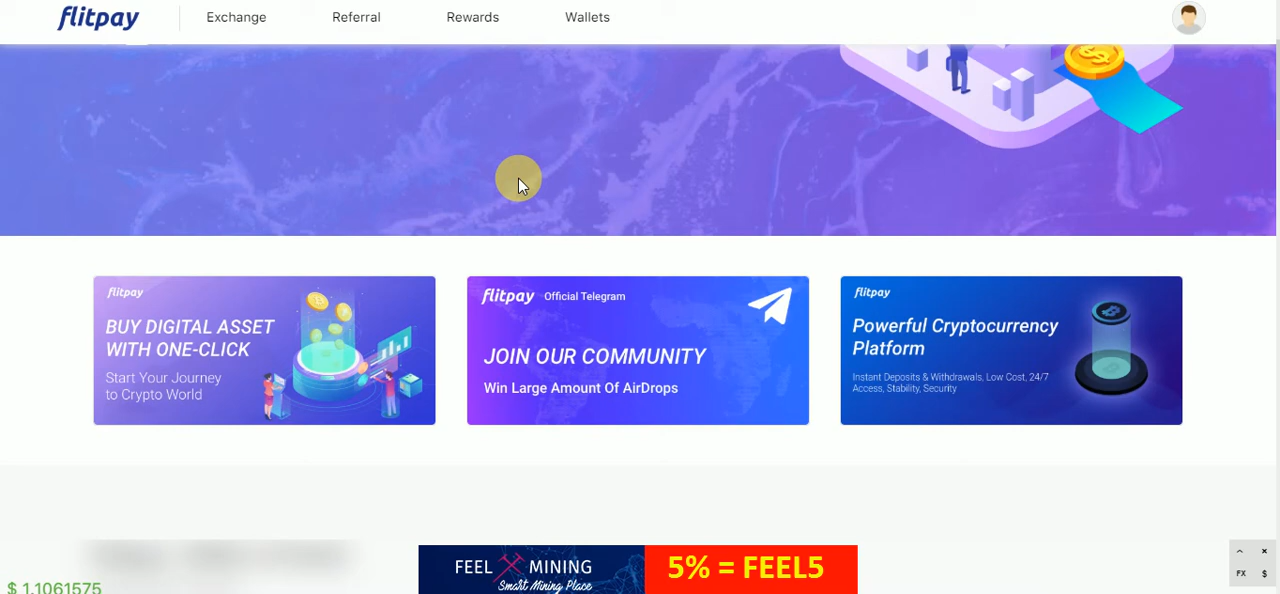 flitpay
Exchange
Referral
Rewards
Wallets
flitpay
BUY DIGITAL ASSET
WITH ONE-CLICK
Start Your Journey
to Crypto World
flitpay Official Telegram
JOIN OUR COMMUNITY
Win Large Amount Of AirDrops
flitpay
Powerful Cryptocurrency
Platform
Instant Deposits & Withdrawals, Low Cost, 24/7
Access, Stability, Security
FEEL MINING
Smart Mining Place
5% = FEEL5
$ 1.1061575
FX $